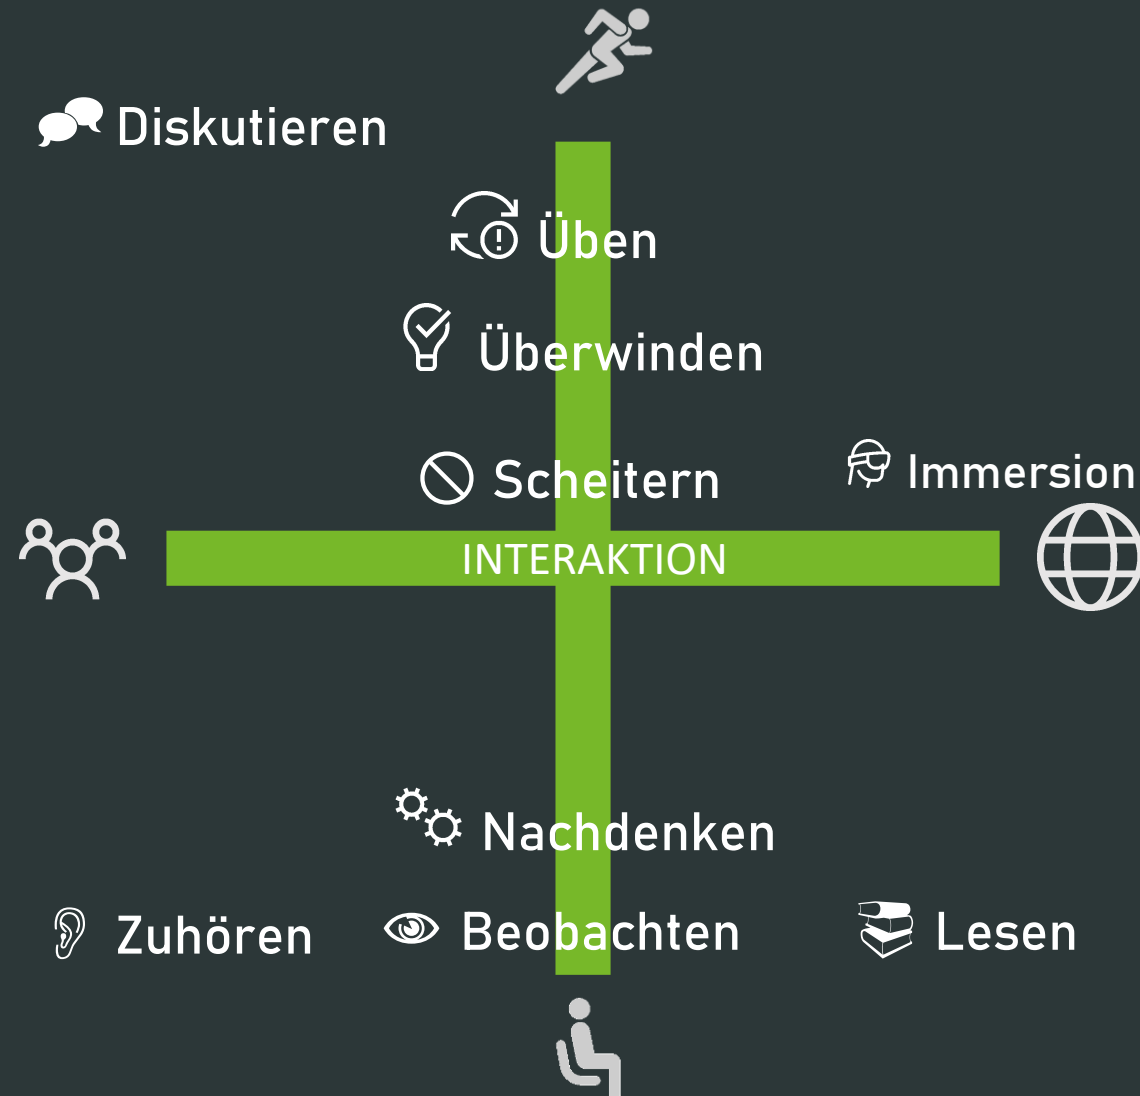 Diskutieren
Üben
Überwinden
Scheitern
Immersion
INTERAKTION
Nachdenken
Zuhören
Beobachten
Lesen